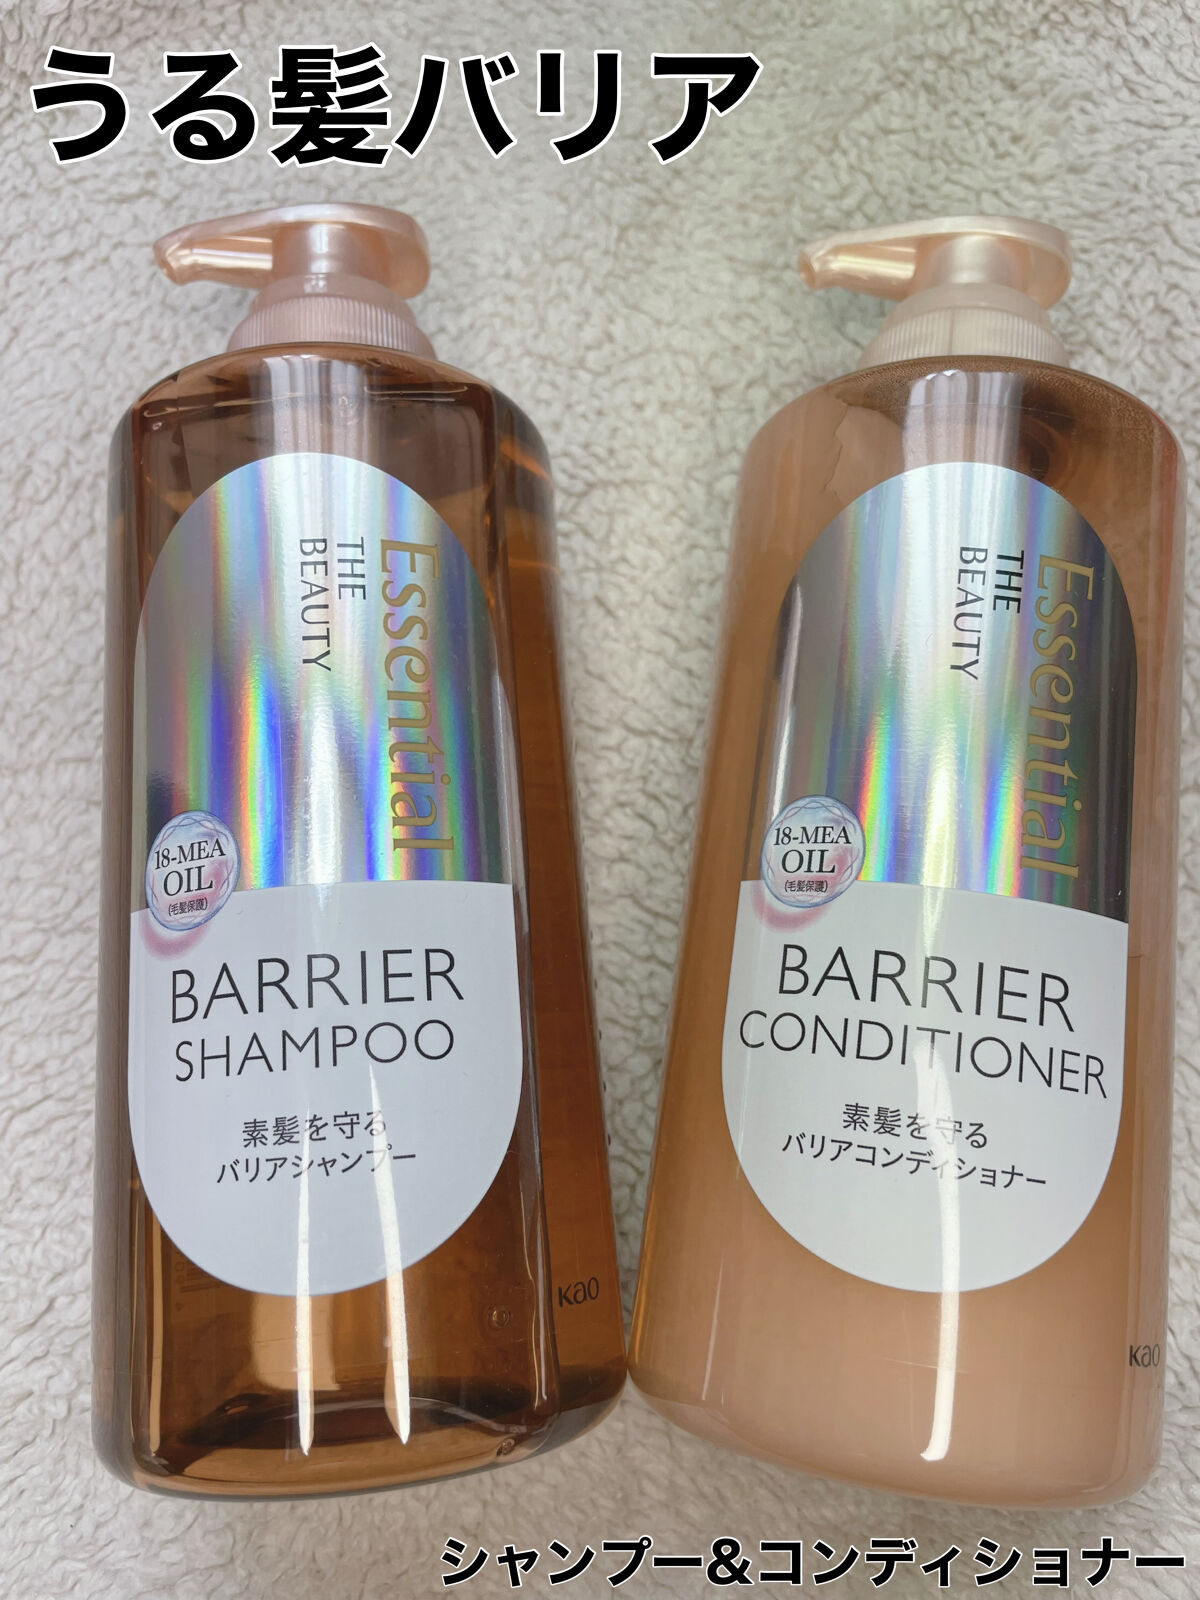 うる髪バリア
Essential
THE
BEAUTY
18-MEA
OIL
(毛髪保護)
BARRIER
SHAMPOO
素髪を守る
バリアシャンプー
Kao
Essential
THE
BEAUTY
18-MEA
OIL
(毛髪保護)
BARRIER
CONDITIONER
素髪を守る
バリアコンディショナー
Kao
シャンプー&コンディショナー